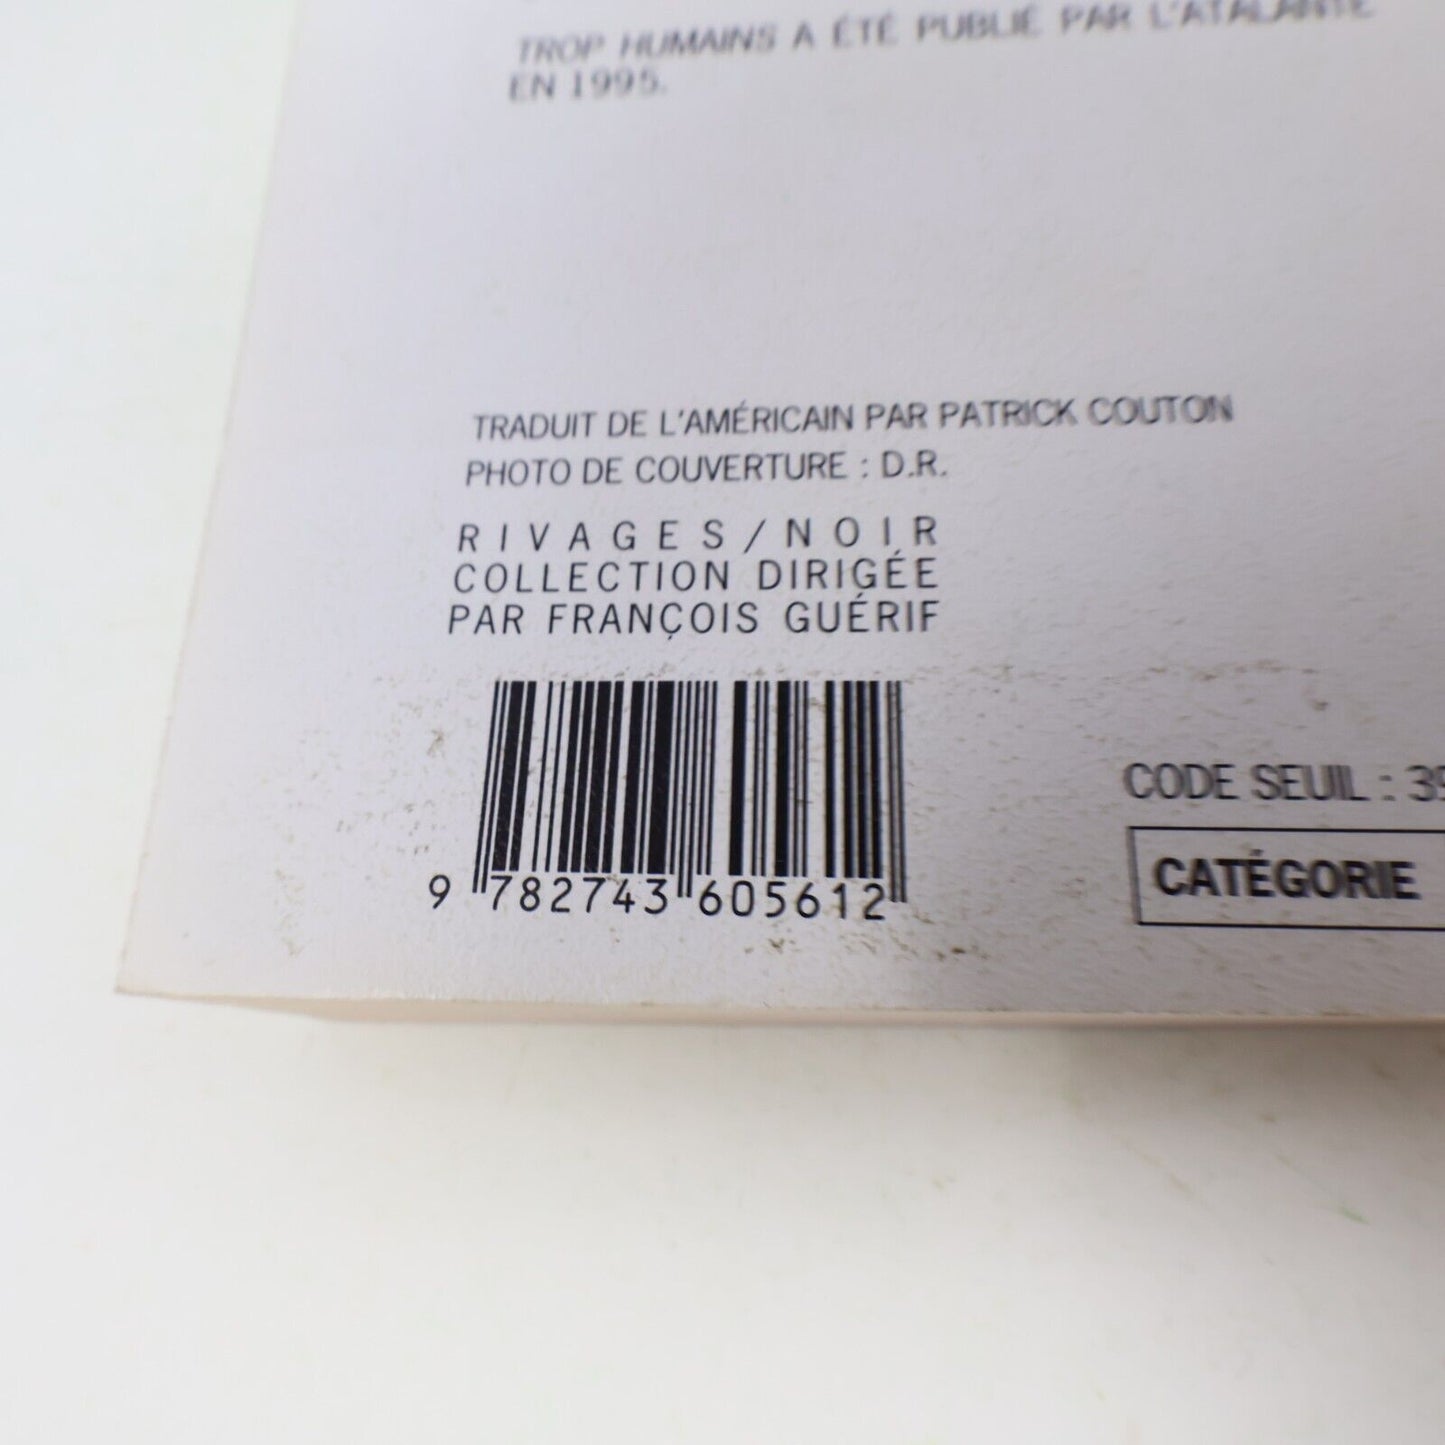 TROP HUMAINS A ÉTÉ PUBLIÉ PAR L'ATALANTE
EN 1995.
TRADUIT DE L'AMÉRICAIN PAR PATRICK COUTON
PHOTO DE COUVERTURE : D.R.
RIVAGES/NOIR
COLLECTION DIRIGÉE
PAR FRANÇOIS GUÉRIF
9 782743 605612
CODE SEUIL : 39
CATÉGORIE